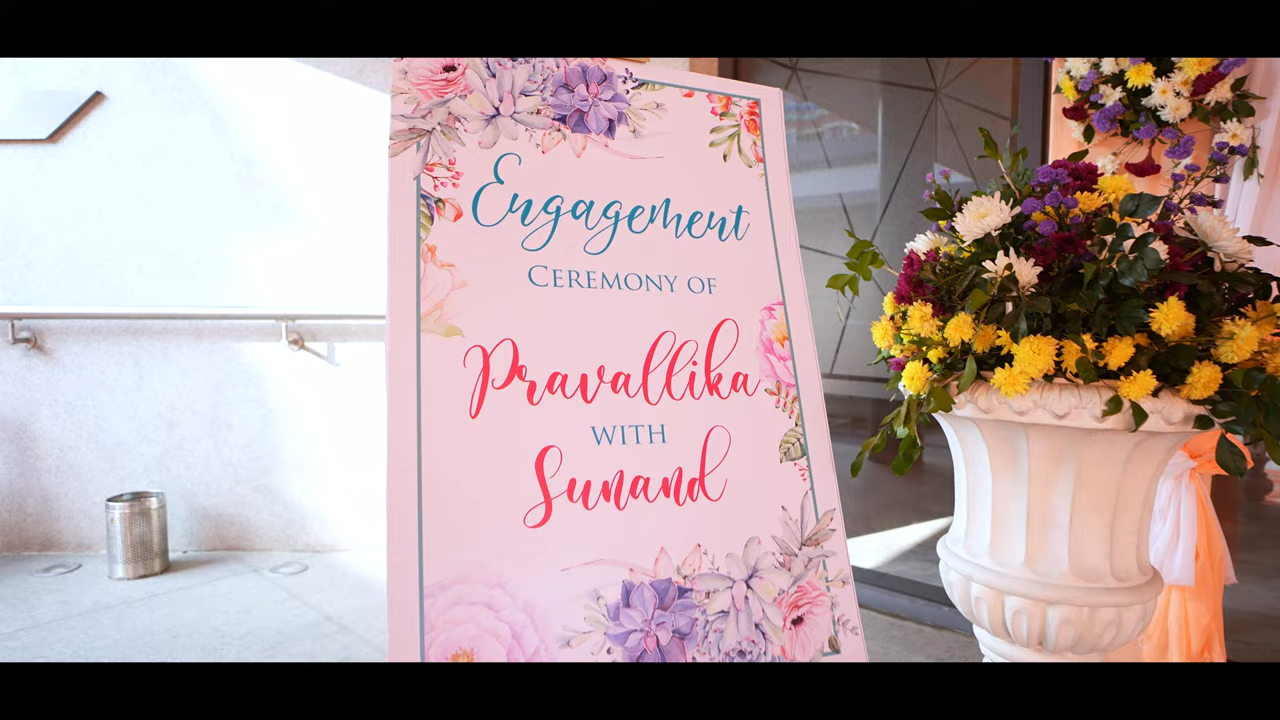 Engagement
CEREMONY OF
Pravallika
WITH
Sunand